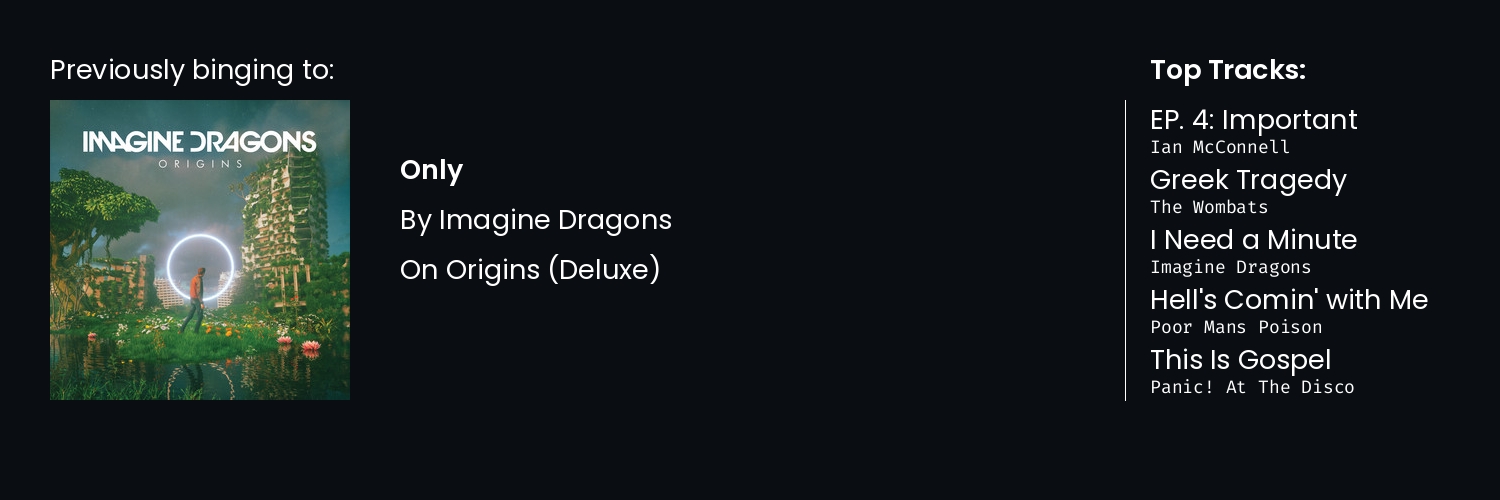 Previously binging to:
IMAGINE DRAGONS
ORIGINS
Only
By Imagine Dragons
On Origins (Deluxe)
Top Tracks:
EP. 4: Important
Ian McConnell
Greek Tragedy
The Wombats
I Need a Minute
Imagine Dragons
Hell's Comin' with Me
Poor Mans Poison
This Is Gospel
Panic! At The Disco